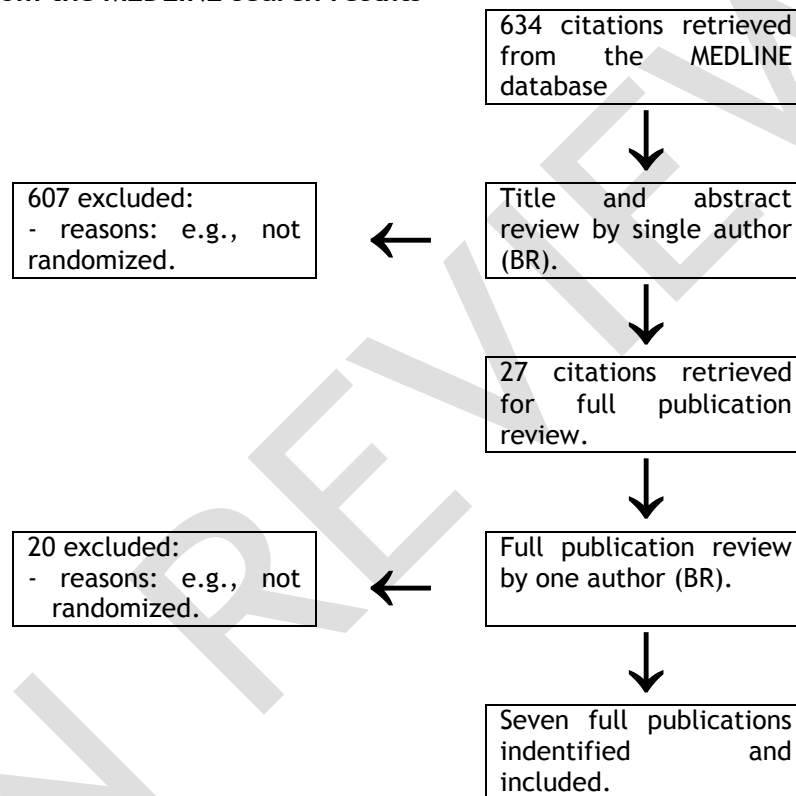 the MEDLINE search results
634 citations retrieved
from the MEDLINE
database
607 excluded:
- reasons: e.g., not
randomized.
Title and abstract
review by single author
(BR).
27 citations retrieved
for full publication
review.
20 excluded:
- reasons: e.g., not
randomized.
Full publication review
by one author (BR).
Seven full publications
indentified and
included.
N REVIEW